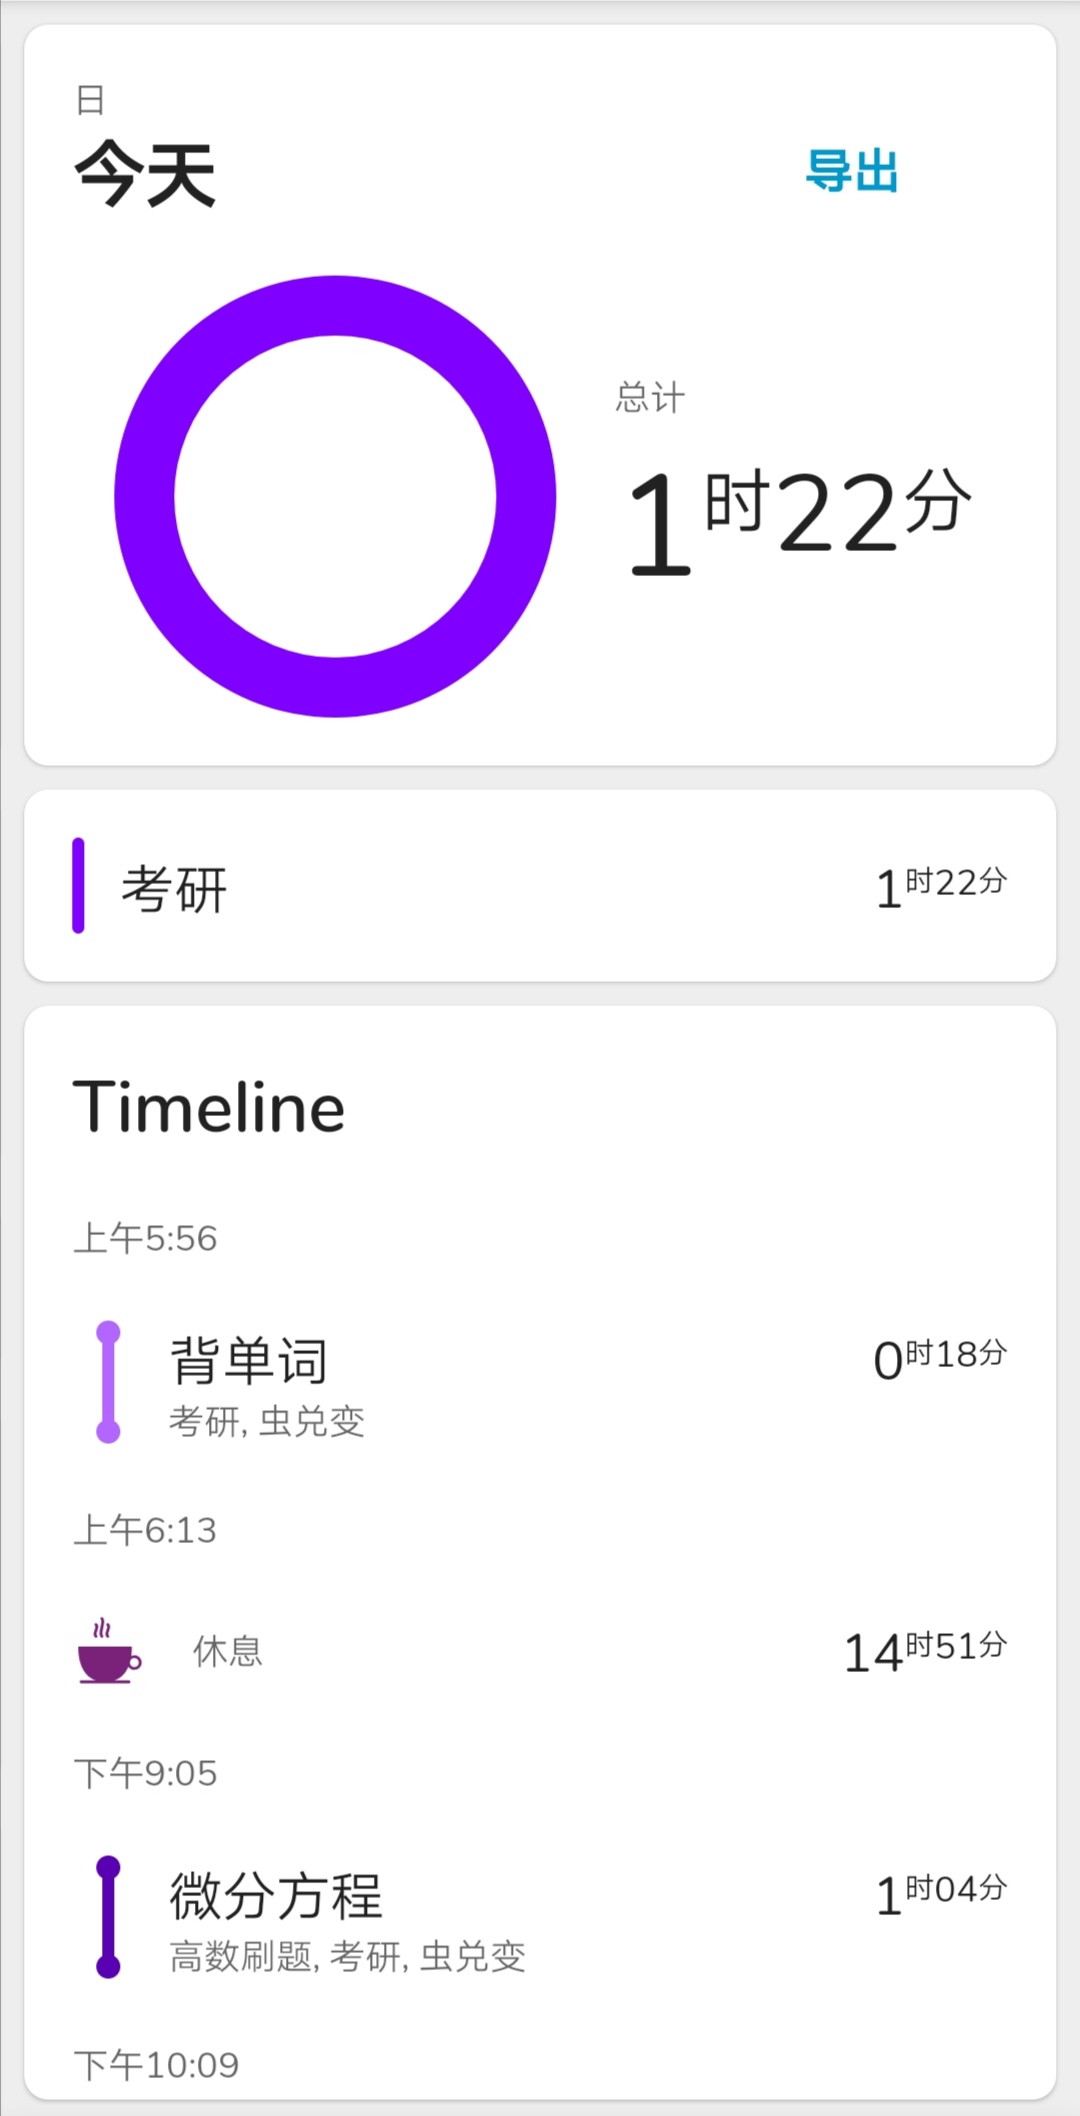 日
今天
导出
总计
1时22分
考研
1时22分
Timeline
上午5:56
背单词
0时18分
考研, 虫兑变
上午6:13
休息
14时51分
下午9:05
微分方程
1时04分
高数刷题, 考研, 虫兑变
下午10:09